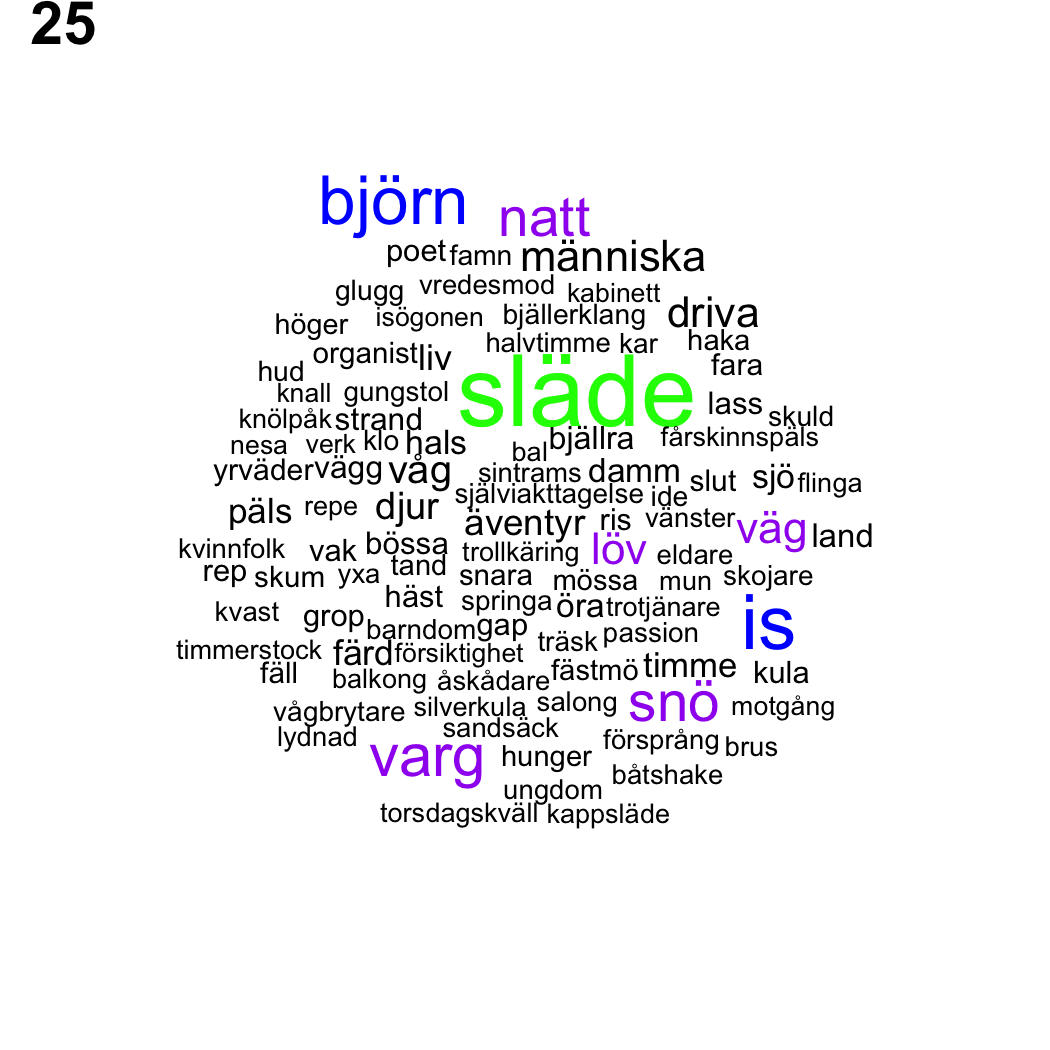 25
björn natt
poet famn människa
glugg vredesmod kabinett
höger isögonen bjällerklang driva
organist liv halvtimme kar haka
hud fara
knall gungstol släde lass
knölpåk strand skuld
nesa verk klo hals bal bjällra fårskinnspäls
yrväder vägg våg sintrams damm slut sjö flinga
päls repe djur själviakttagelse ide
äventyr ris vänster väg land
kvinnfolk vak bössa trollkäring löv eldare
rep skum yxa tand snara mössa mun skojare
kvast grop häst springa öra trotjänare is
barndom gap träsk passion
timmerstock färd försiktighet
fäll balkong åskådare fästmö timme kula
vågbrytare silverkula salong snö motgång
lydnad sandsäck försprång brus
varg hunger båtshake
ungdom
torsdagskväll kappsläde